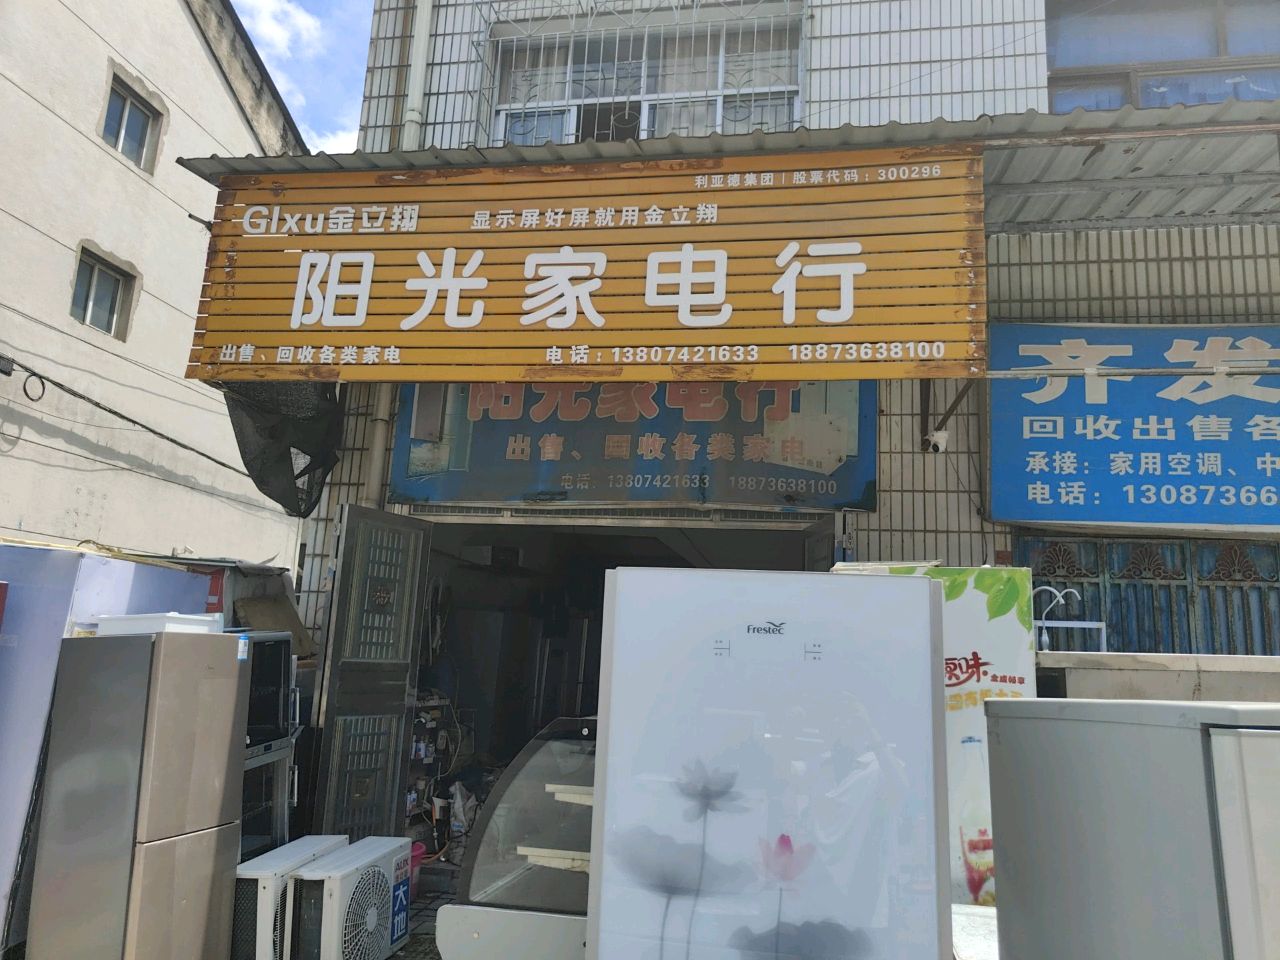 利亚德集团｜股票代码：300296
Glxu金立翔 显示屏好屏就用金立翔
阳光家电行
出售、回收各类家电 电话：13807421633 18873638100
阳光家电行
出售、回收各类家电
电话：13807421633 18873638100
齐发
回收出售各
承接：家用空调、中
电话：13087366
Frestec
味
AUX
大地